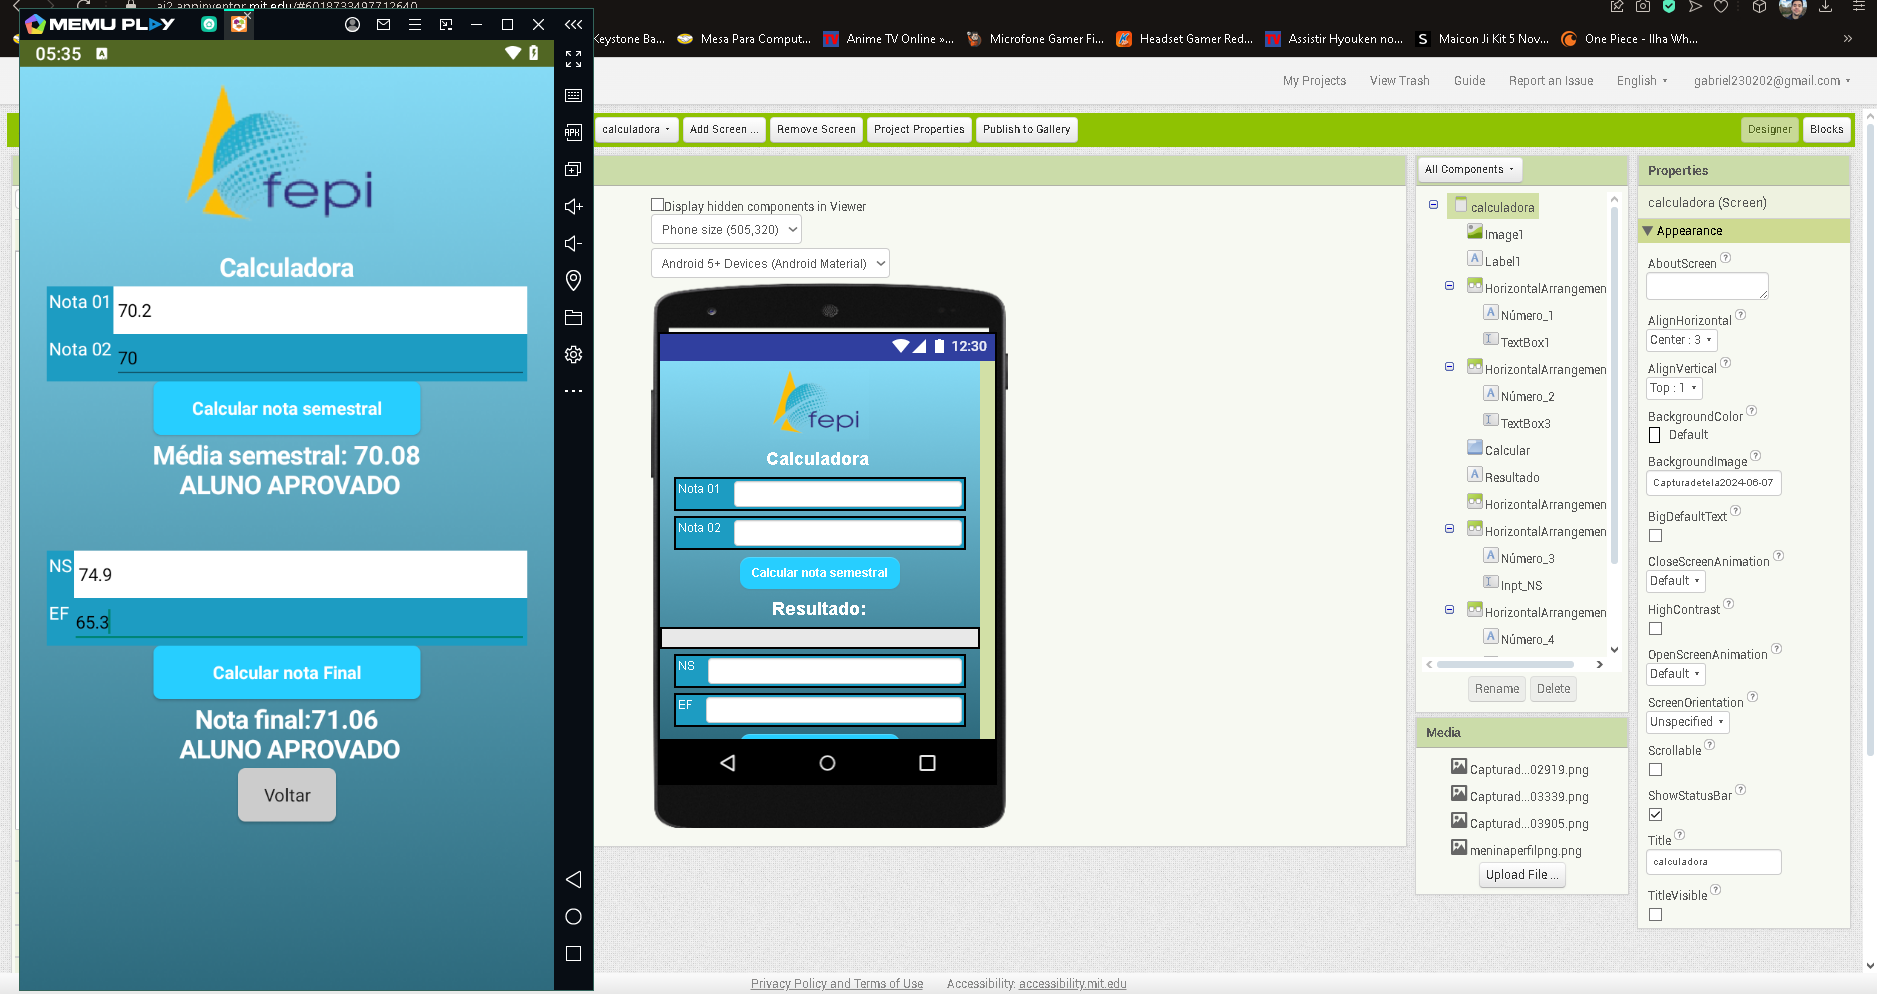 ai2.appinventor.mit.edu/#6018733497712640
MEMU PLAY
Keystone Ba...
Mesa Para Comput...
Anime TV Online »...
Microfone Gamer Fi...
Headset Gamer Red...
Assistir Hyouken no...
Maicon Ji Kit 5 Nov...
One Piece - Ilha Wh...
»
05:35
fepi
Calculadora
Nota 01
70.2
Nota 02
70
Calcular nota semestral
Média semestral: 70.08
ALUNO APROVADO
NS
74.9
EF
65.3
Calcular nota Final
Nota final:71.06
ALUNO APROVADO
Voltar
APK
My Projects
View Trash
Guide
Report an Issue
English
gabriel230202@gmail.com
calculadora
Add Screen ...
Remove Screen
Project Properties
Publish to Gallery
Designer
Blocks
Display hidden components in Viewer
Phone size (505,320)
Android 5+ Devices (Android Material)
12:30
fepi
Calculadora
Nota 01
Nota 02
Calcular nota semestral
Resultado:
NS
EF
All Components
calculadora
Image1
Label1
HorizontalArrangemen
Número_1
TextBox1
HorizontalArrangemen
Número_2
TextBox3
Calcular
Resultado
HorizontalArrangemen
HorizontalArrangemen
Número_3
Inpt_NS
HorizontalArrangemen
Número_4
Rename
Delete
Media
Capturad...02919.png
Capturad...03339.png
Capturad...03905.png
meninaperfilpng.png
Upload File ...
Properties
calculadora (Screen)
Appearance
AboutScreen
AlignHorizontal
Center : 3
AlignVertical
Top : 1
BackgroundColor
Default
BackgroundImage
Capturadetela2024-06-07
BigDefaultText
CloseScreenAnimation
Default
HighContrast
OpenScreenAnimation
Default
ScreenOrientation
Unspecified
Scrollable
ShowStatusBar
Title
calculadora
TitleVisible
Privacy Policy and Terms of Use
Accessibility: accessibility.mit.edu